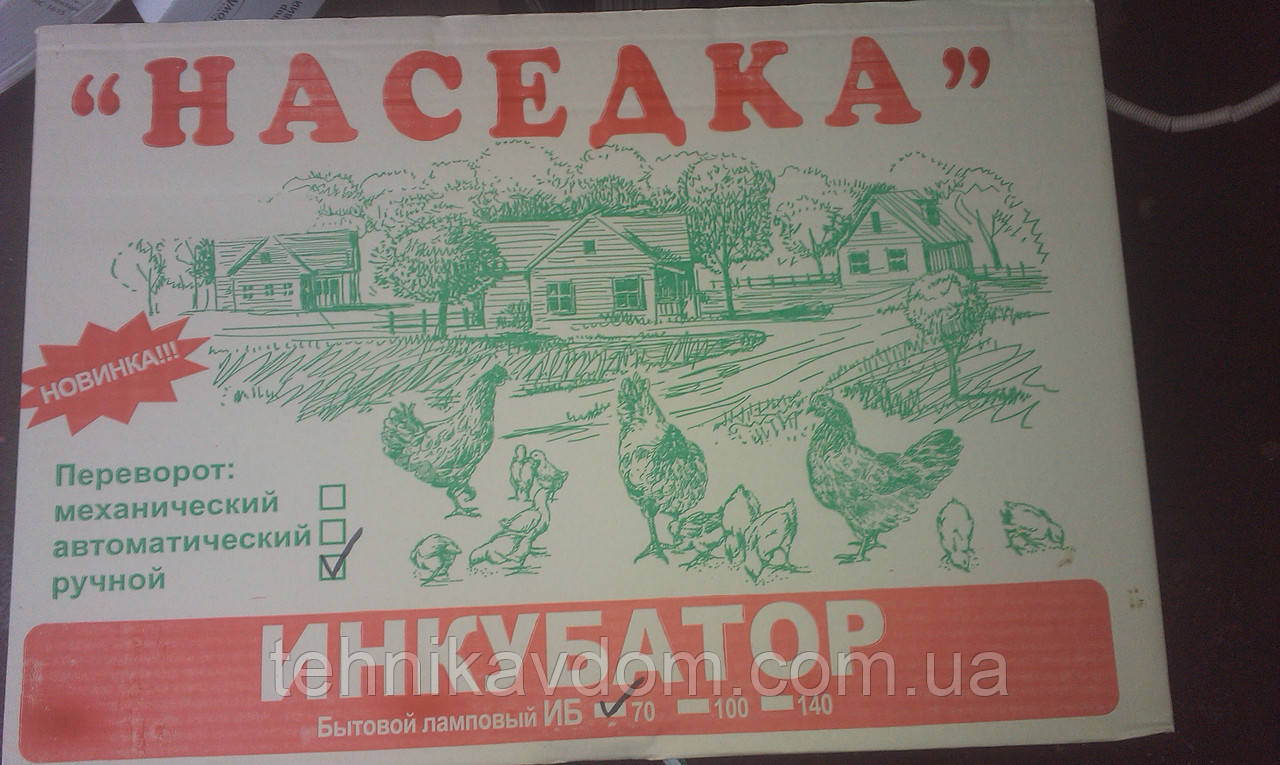 “НАСЕДКА”
НОВИНКА!!!
Переворот:
механический
автоматический
ручной
ИНКУБАТОР
tehnikavdom.com.ua
Бытовой ламповый ИБ 70 100 140